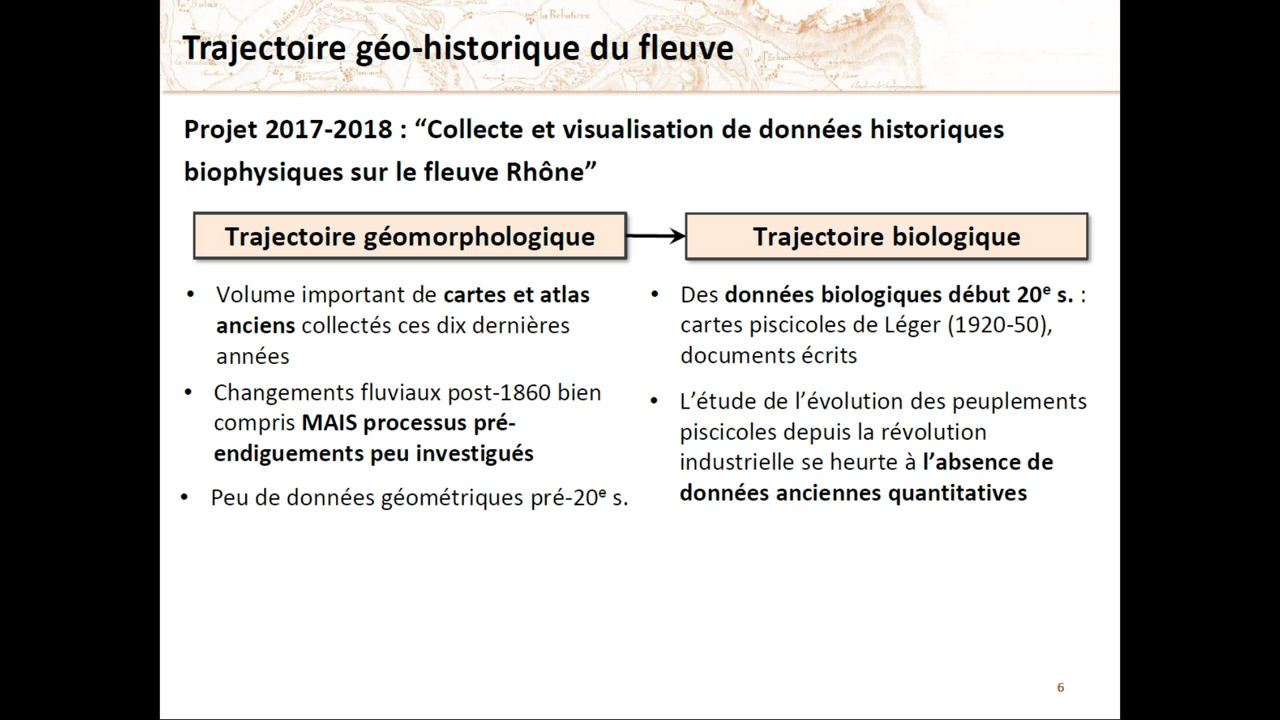 Trajectoire géo-historique du fleuve
Projet 2017-2018 : “Collecte et visualisation de données historiques
biophysiques sur le fleuve Rhône”
Trajectoire géomorphologique
Trajectoire biologique
• Volume important de cartes et atlas
anciens collectés ces dix dernières
années
• Changements fluviaux post-1860 bien
compris MAIS processus pré-
endiguements peu investigués
• Peu de données géométriques pré-20e s.
• Des données biologiques début 20e s. :
cartes piscicoles de Léger (1920-50),
documents écrits
• L’étude de l’évolution des peuplements
piscicoles depuis la révolution
industrielle se heurte à l’absence de
données anciennes quantitatives
6